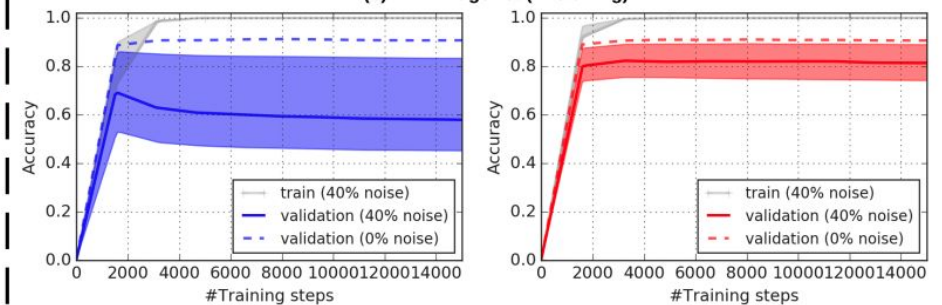 1.0
0.8
0.6
0.4
0.2
0.0
Accuracy
0 2000 4000 6000 8000 10000 12000 14000
#Training steps
train (40% noise)
validation (40% noise)
validation (0% noise)
1.0
0.8
0.6
0.4
0.2
0.0
Accuracy
0 2000 4000 6000 8000 10000 12000 14000
#Training steps
train (40% noise)
validation (40% noise)
validation (0% noise)